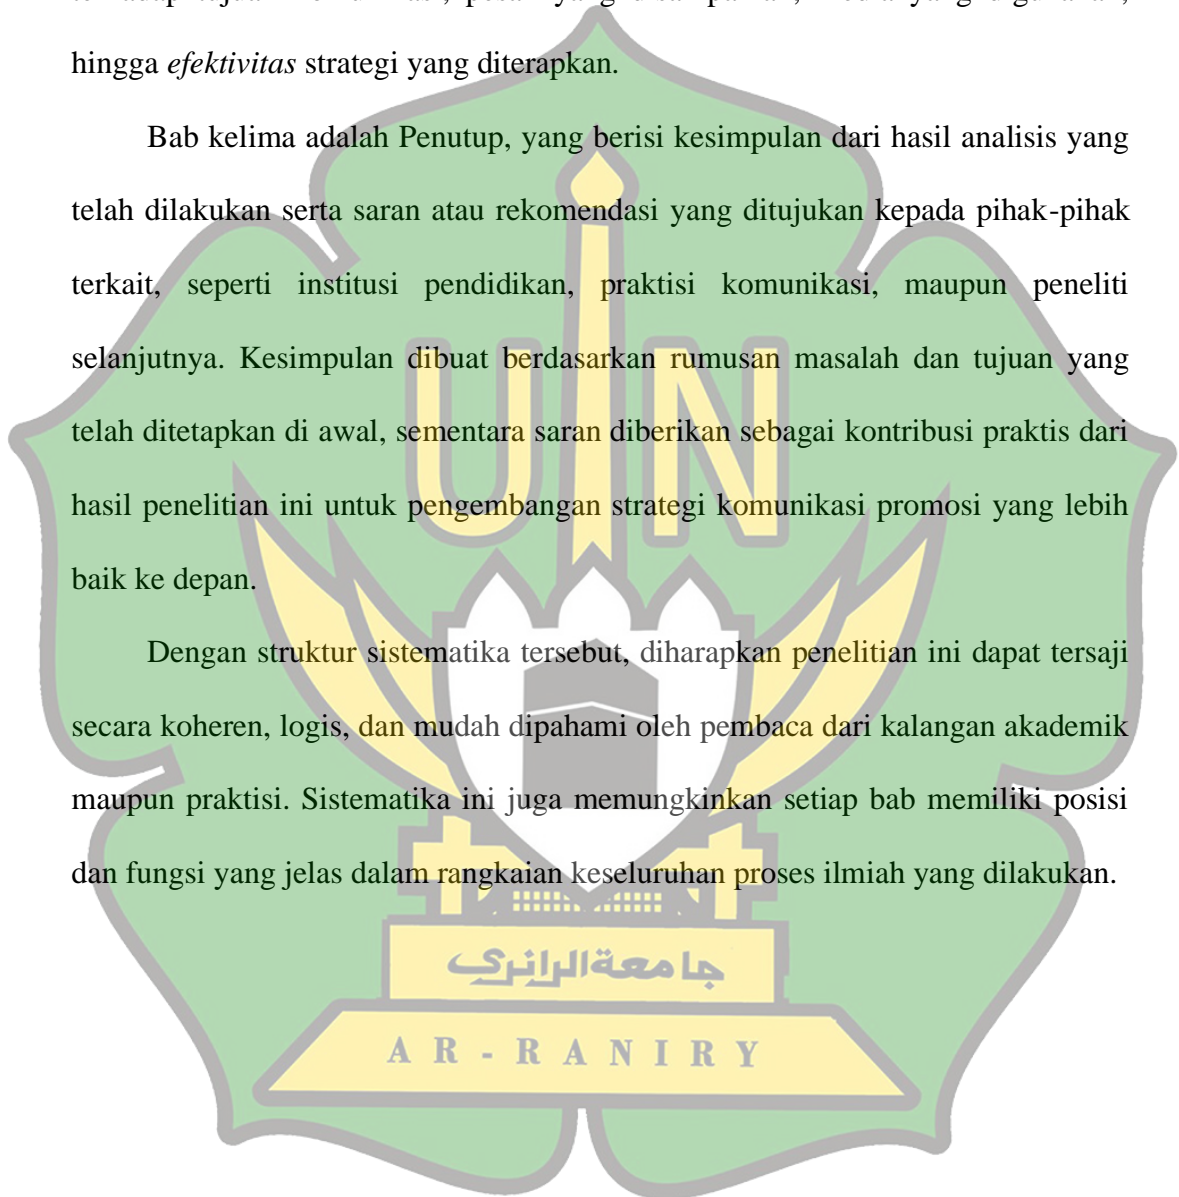 hingga efektivitas strategi yang diterapkan.
Bab kelima adalah Penutup, yang berisi kesimpulan dari hasil analisis yang
telah dilakukan serta saran atau rekomendasi yang ditujukan kepada pihak-pihak
terkait, seperti institusi pendidikan, praktisi komunikasi, maupun peneliti
selanjutnya. Kesimpulan dibuat berdasarkan rumusan masalah dan tujuan yang
telah ditetapkan di awal, sementara saran diberikan sebagai kontribusi praktis dari
hasil penelitian ini untuk pengembangan strategi komunikasi promosi yang lebih
baik ke depan.
Dengan struktur sistematika tersebut, diharapkan penelitian ini dapat tersaji
secara koheren, logis, dan mudah dipahami oleh pembaca dari kalangan akademik
maupun praktisi. Sistematika ini juga memungkinkan setiap bab memiliki posisi
dan fungsi yang jelas dalam rangkaian keseluruhan proses ilmiah yang dilakukan.
UIN
جامعة الرانري
AR-RANIRY